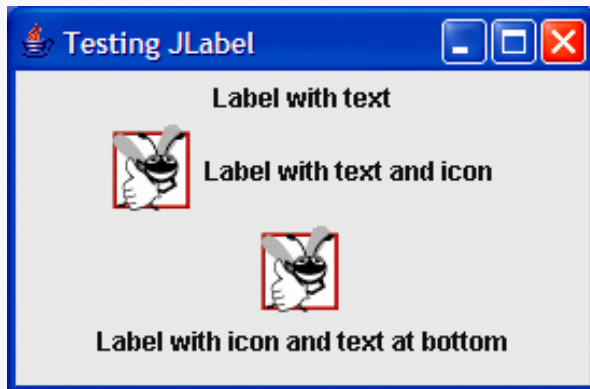 Testing JLabel
Label with text
Label with text and icon
Label with icon and text at bottom